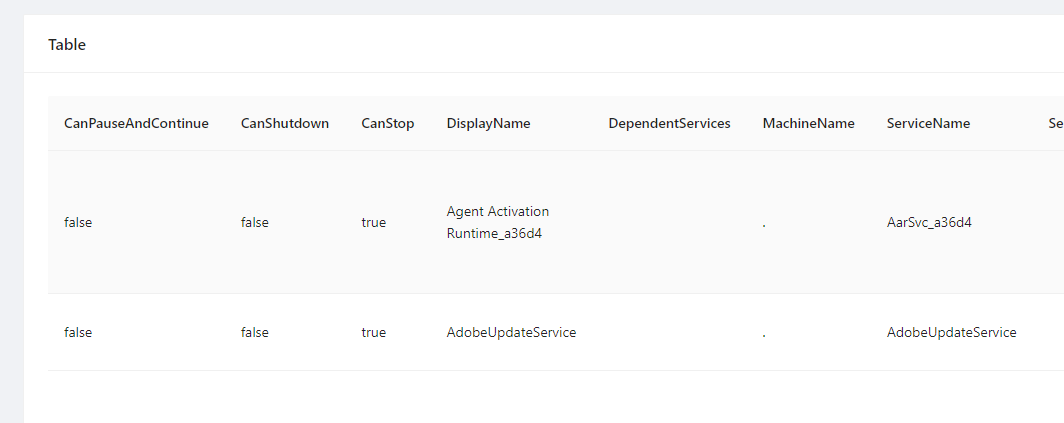 Table
CanPauseAndContinue CanShutdown CanStop DisplayName DependentServices MachineName ServiceName Se
false false true Agent Activation
Runtime_a36d4 . AarSvc_a36d4
false false true AdobeUpdateService . AdobeUpdateService